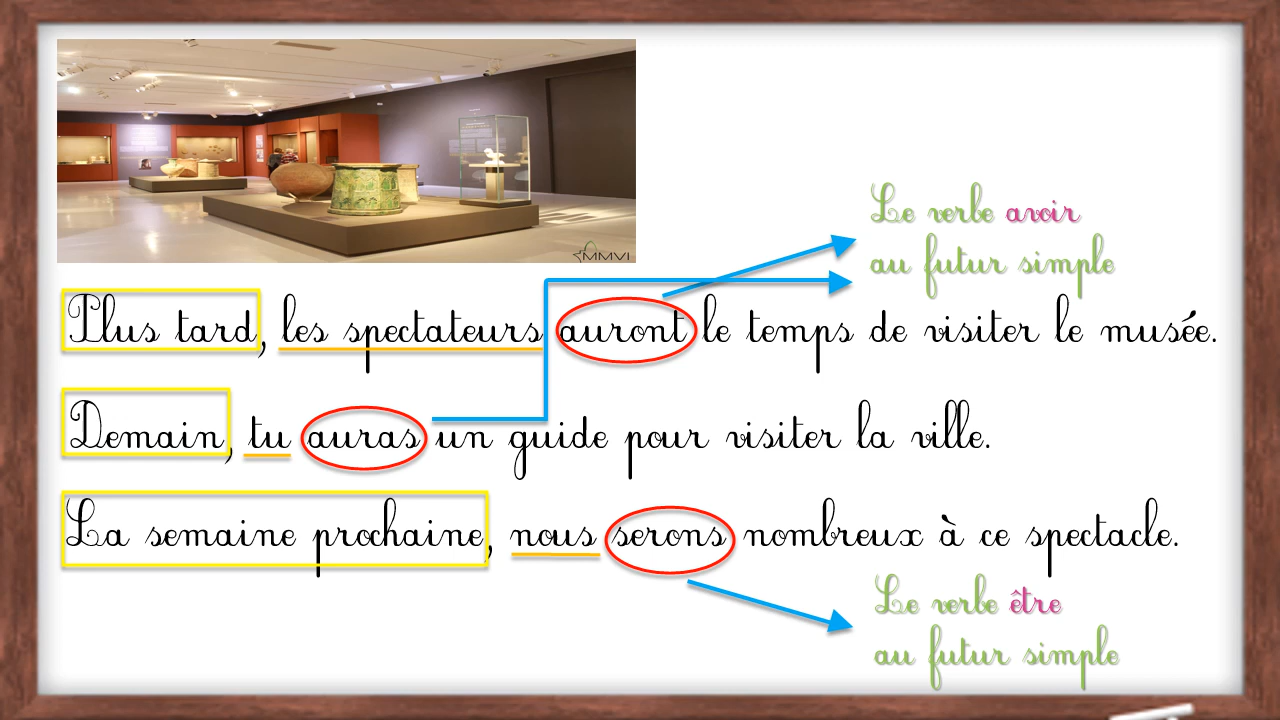 MMVI
Le verbe avoir
au futur simple
Plus tard, les spectateurs auront le temps de visiter le musée.
Demain, tu auras un guide pour visiter la ville.
La semaine prochaine, nous serons nombreux à ce spectacle.
Le verbe être
au futur simple